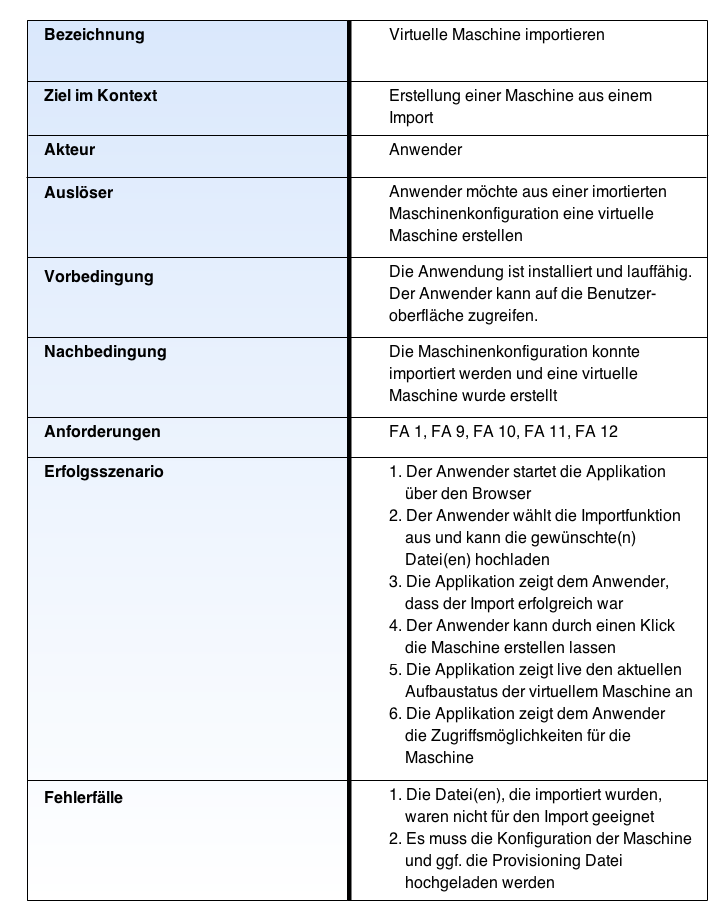 Bezeichnung
Virtuelle Maschine importieren
Ziel im Kontext
Erstellung einer Maschine aus einem
Import
Akteur
Anwender
Auslöser
Anwender möchte aus einer imortierten
Maschinenkonfiguration eine virtuelle
Maschine erstellen
Vorbedingung
Die Anwendung ist installiert und lauffähig.
Der Anwender kann auf die Benutzer-
oberfläche zugreifen.
Nachbedingung
Die Maschinenkonfiguration konnte
importiert werden und eine virtuelle
Maschine wurde erstellt
Anforderungen
FA 1, FA 9, FA 10, FA 11, FA 12
Erfolgsszenario
1. Der Anwender startet die Applikation
über den Browser
2. Der Anwender wählt die Importfunktion
aus und kann die gewünschte(n)
Datei(en) hochladen
3. Die Applikation zeigt dem Anwender,
dass der Import erfolgreich war
4. Der Anwender kann durch einen Klick
die Maschine erstellen lassen
5. Die Applikation zeigt live den aktuellen
Aufbaustatus der virtuellem Maschine an
6. Die Applikation zeigt dem Anwender
die Zugriffsmöglichkeiten für die
Maschine
Fehlerfälle
1. Die Datei(en), die importiert wurden,
waren nicht für den Import geeignet
2. Es muss die Konfiguration der Maschine
und ggf. die Provisioning Datei
hochgeladen werden